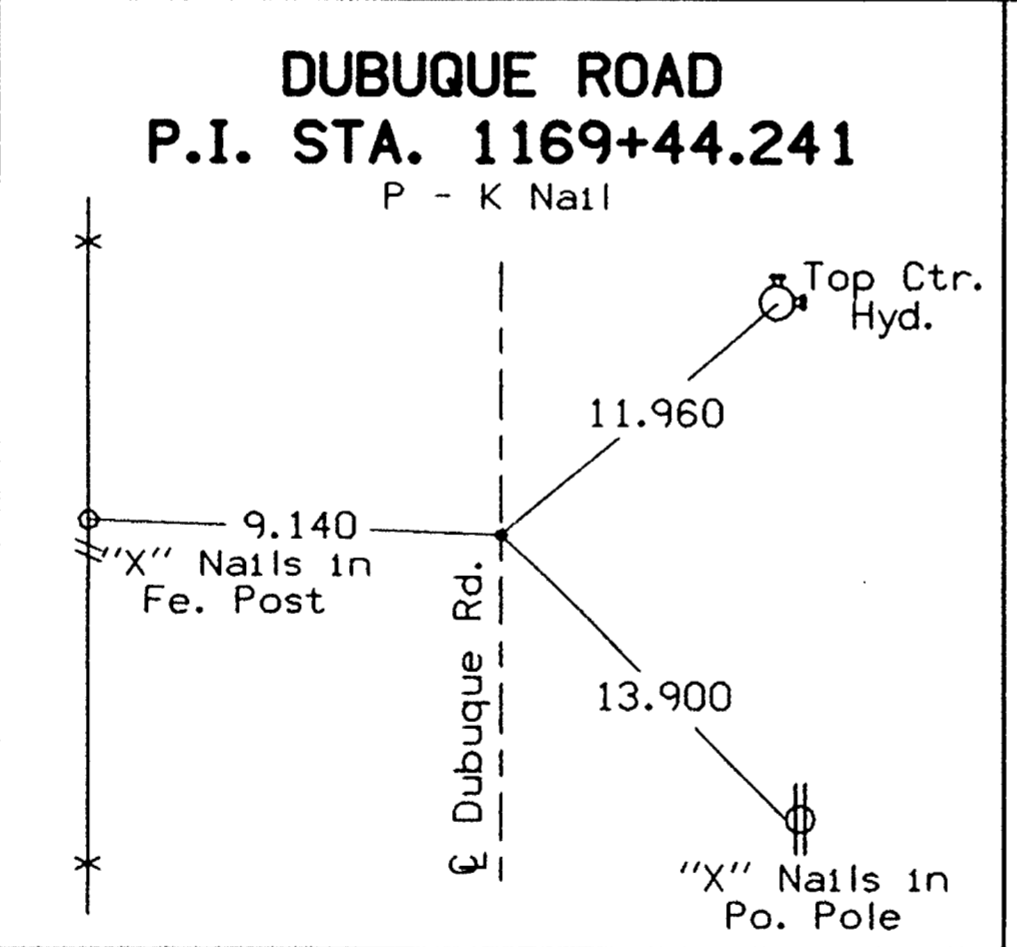 DUBUQUE ROAD
P.I. STA. 1169+44.241
P - K Nail
Top Ctr.
Hyd.
11.960
9.140
"X" Nails in
Fe. Post
℄ Dubuque Rd.
13.900
"X" Nails in
Po. Pole